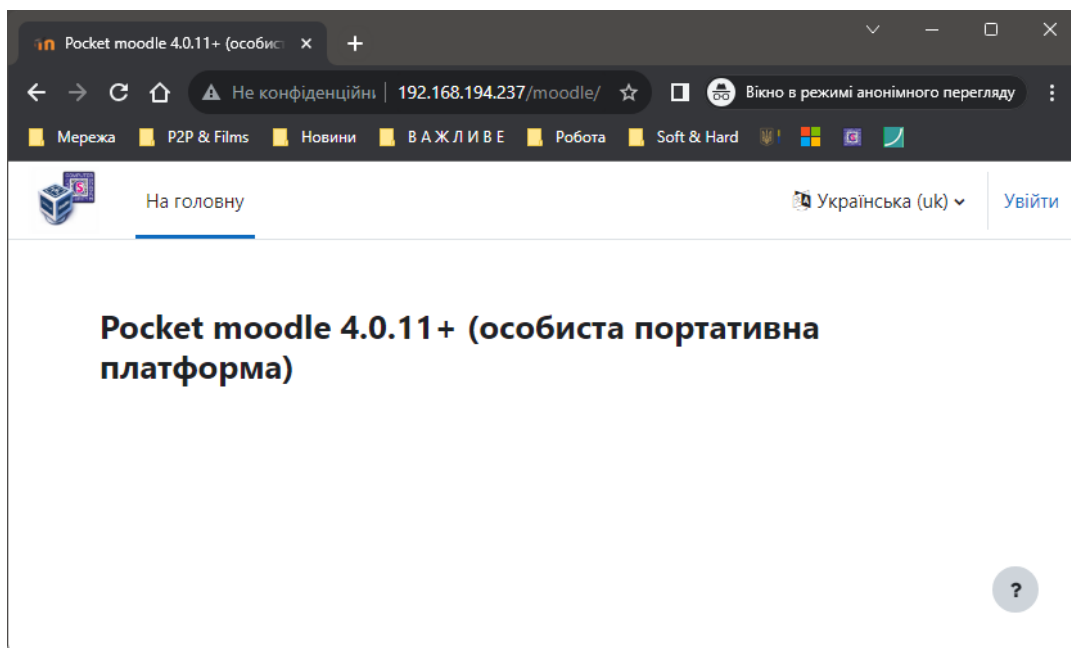 Pocket moodle 4.0.11+ (особис
Не конфіденційн 192.168.194.237/moodle/ Вікно в режимі анонімного перегляду
Мережа P2P & Films Новини В А Ж Л И В Е Робота Soft & Hard
На головну Українська (uk) Увійти
Pocket moodle 4.0.11+ (особиста портативна
платформа)
?